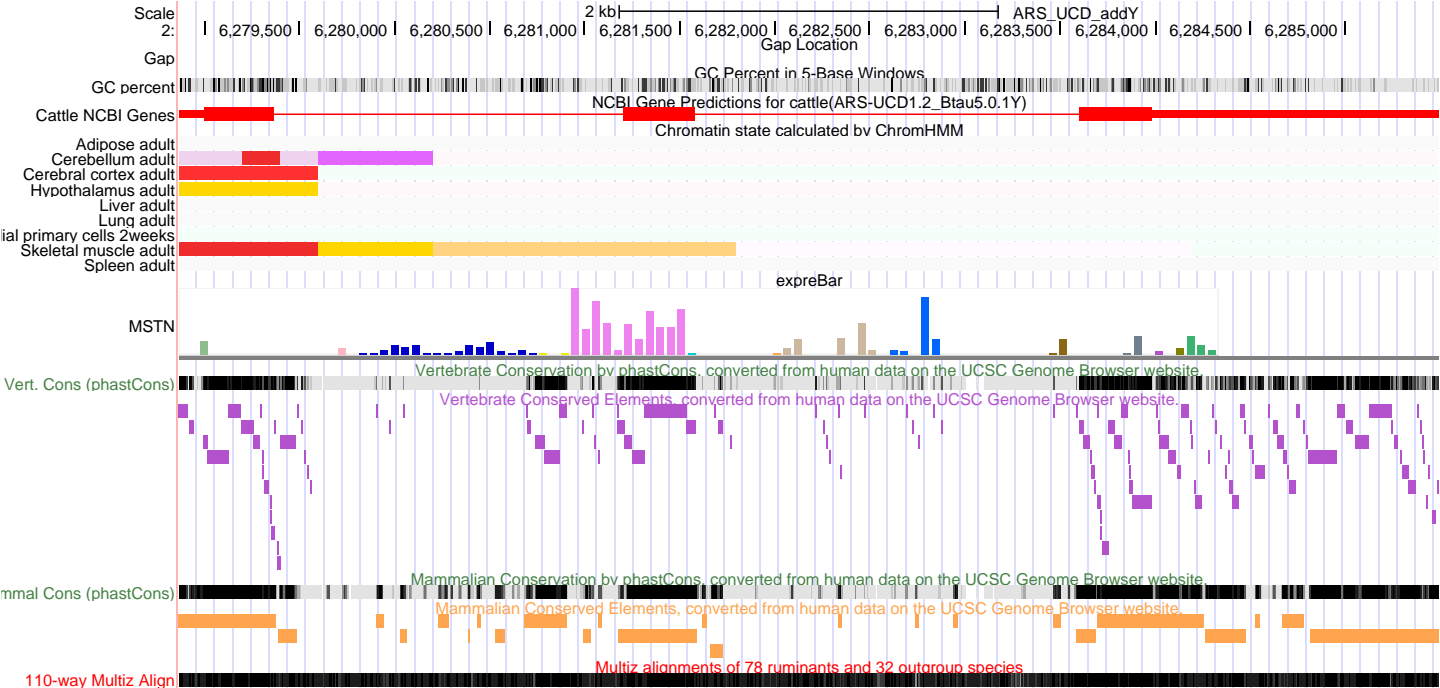 Scale 2 kb ARS_UCD_addY
2: 6,279,500 6,280,000 6,280,500 6,281,000 6,281,500 6,282,000 6,282,500 6,283,000 6,283,500 6,284,000 6,284,500 6,285,000
Gap Location
Gap
GC Percent in 5-Base Windows
GC percent
NCBI Gene Predictions for cattle(ARS-UCD1.2_Btau5.0.1Y)
Cattle NCBI Genes
Chromatin state calculated by ChromHMM
Adipose adult
Cerebellum adult
Cerebral cortex adult
Hypothalamus adult
Liver adult
Lung adult
ial primary cells 2weeks
Skeletal muscle adult
Spleen adult
expreBar
MSTN
Vertebrate Conservation by phastCons, converted from human data on the UCSC Genome Browser website.
Vert. Cons (phastCons)
Vertebrate Conserved Elements, converted from human data on the UCSC Genome Browser website.
Mammalian Conservation by phastCons, converted from human data on the UCSC Genome Browser website.
mmal Cons (phastCons)
Mammalian Conserved Elements, converted from human data on the UCSC Genome Browser website.
Multiz alignments of 78 ruminants and 32 outgroup species
110-way Multiz Align